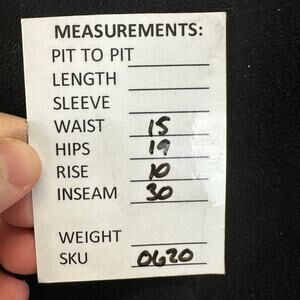 MEASUREMENTS:
PIT TO PIT
LENGTH
SLEEVE
WAIST 15
HIPS 19
RISE 10
INSEAM 30
WEIGHT
SKU 0620